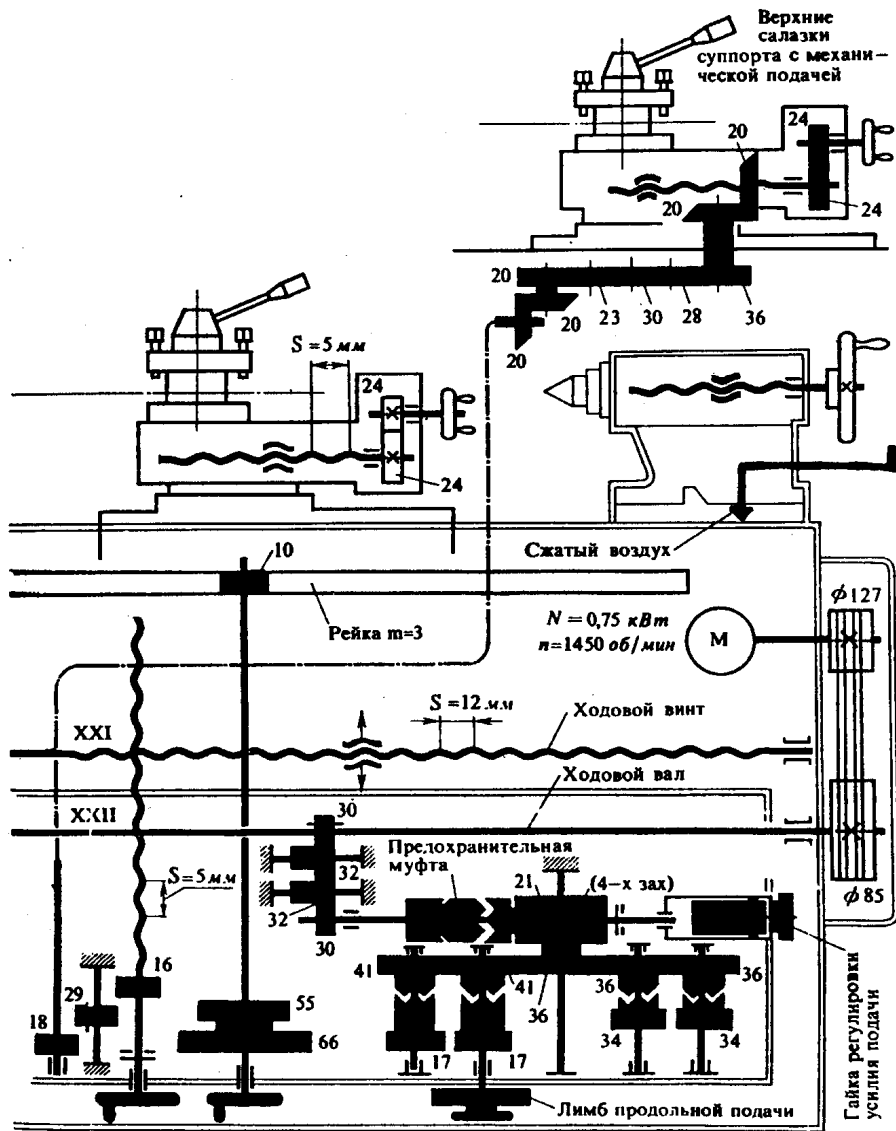 Верхние
салазки
суппорта с механи-
ческой подачей
24
20
20
24
20
23
30
28
36
20
20
S = 5 мм
24
24
Сжатый воздух
10
Рейка m=3
N = 0,75 кВт
n=1450 об/мин
М
ϕ127
S=12 мм
Ходовой винт
XXI
Ходовой вал
XXII
30
Предохранительная
муфта
21
(4-х зах)
32
S=5 мм
32
30
ϕ85
16
41
41
36
36
36
29
55
18
66
17
17
34
34
Лимб продольной подачи
Гайка регулировки
усилия подачи